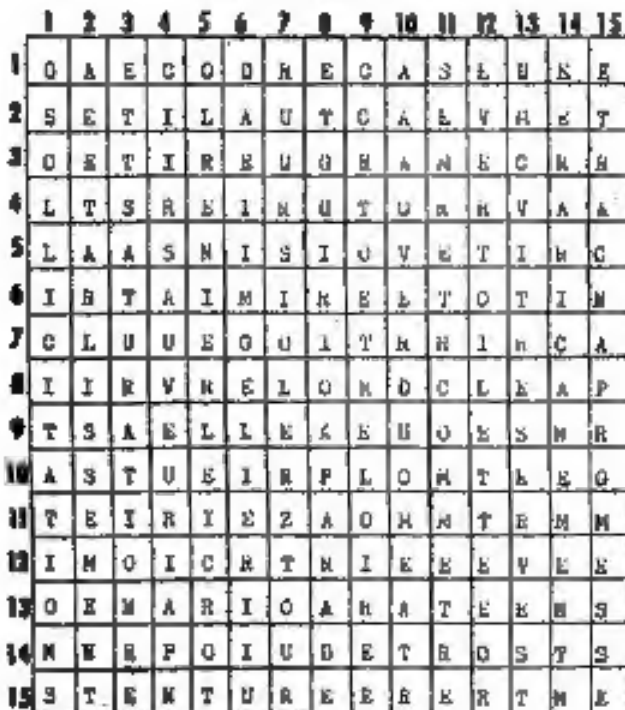 1 2 3 4 5 6 7 8 9 10 11 12 13 14 15
1 O A E C O D R E C A S L U K E
2 S E T I L A U T C A L V H E T
3 O E T I R E U G H A N E C R H
4 L T S R E I N U T O R R V A A
5 L A A S N I S I O V E T I N C
6 I B T A I M I R E L T O T I N
7 C L U U E O U I T R H I R C A
8 I I R V R E L O N D C L E A P
9 T S A E L L E K E U O E S M R
10 A S T U E I R P L O M T L E G
11 T E I R I E Z A O M M T E M M
12 I M O I C R T N I E E E V E E
13 O E N A R I O A R A T E E N S
14 N N R P O I U D E T R O S T S
15 S T E N T U R E E R E R T M E